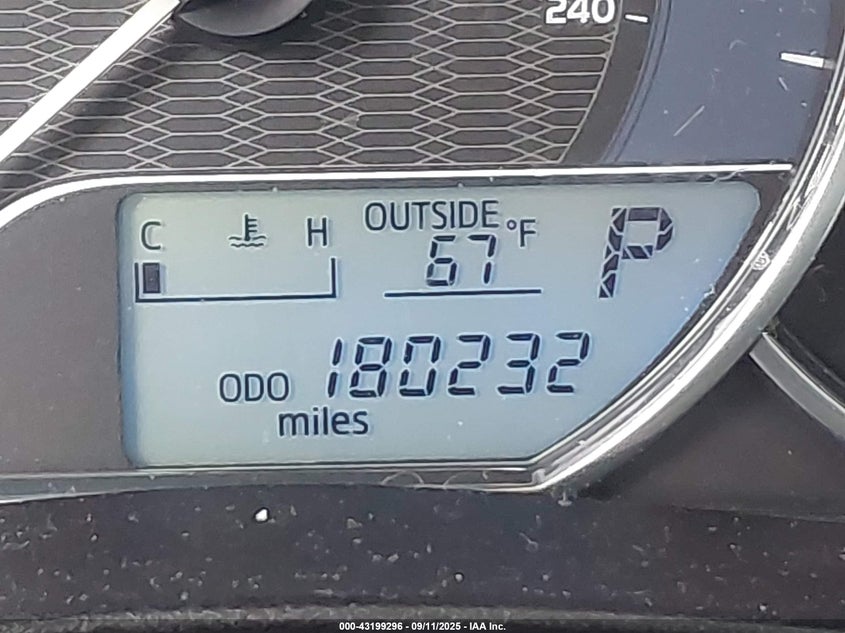 240
C H OUTSIDE °F
67
P
ODO 180232
miles
000-43199296 - 09/11/2025 - IAA Inc.